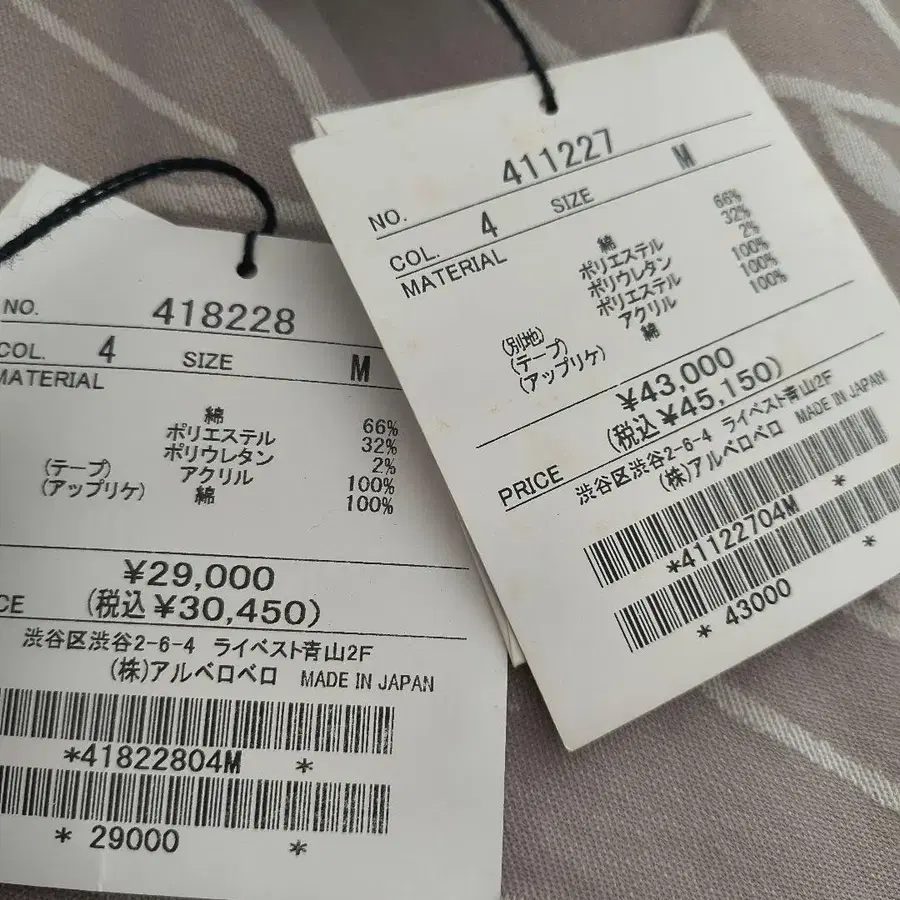 NO. 418228
COL. 4 SIZE M
MATERIAL
綿 66%
ポリエステル 32%
ポリウレタン 2%
(テープ) アクリル 100%
(アップリケ) 綿 100%
¥29,000
CE (税込¥30,450)
渋谷区渋谷2-6-4 ライベスト青山2F
(株)アルベロベロ MADE IN JAPAN
*41822804M *
* 29000 *
NO. 411227
COL. 4 SIZE M
MATERIAL
綿 66%
ポリエステル 32%
ポリウレタン 2%
(別地) ポリエステル 100%
(テープ) アクリル 100%
(アップリケ) 綿 100%
¥43,000
PRICE (税込¥45,150)
渋谷区渋谷2-6-4 ライベスト青山2F
(株)アルベロベロ MADE IN JAPAN
*41122704M *
* 43000 *